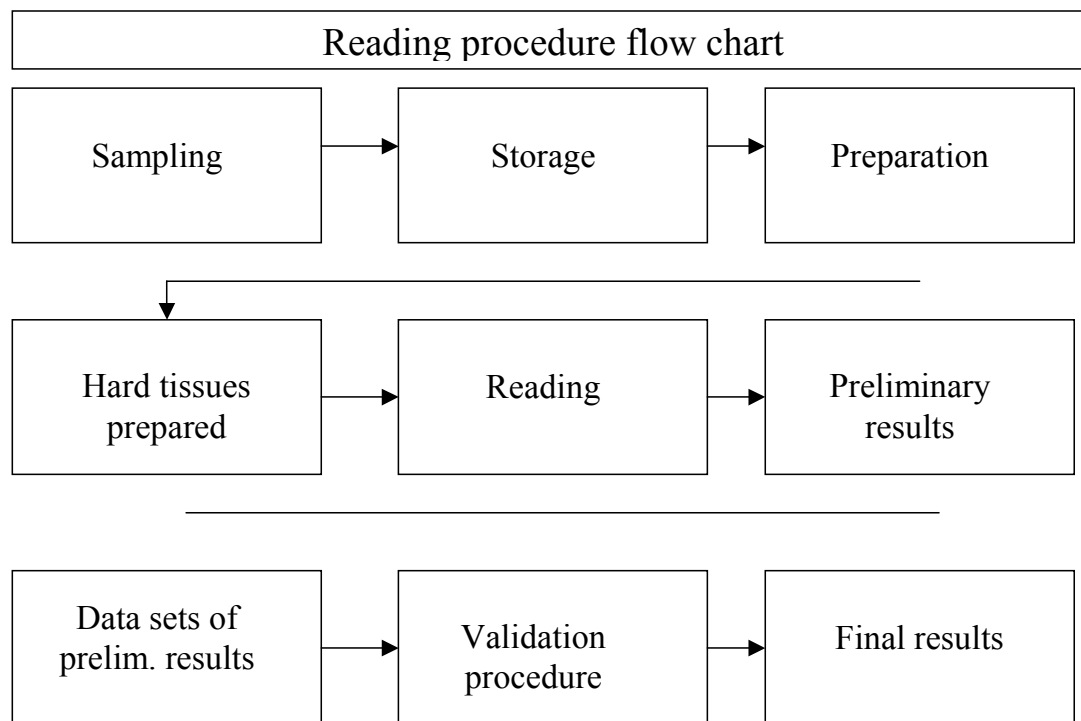 Reading procedure flow chart
Sampling
Storage
Preparation
Hard tissues
prepared
Reading
Preliminary
results
Data sets of
prelim. results
Validation
procedure
Final results